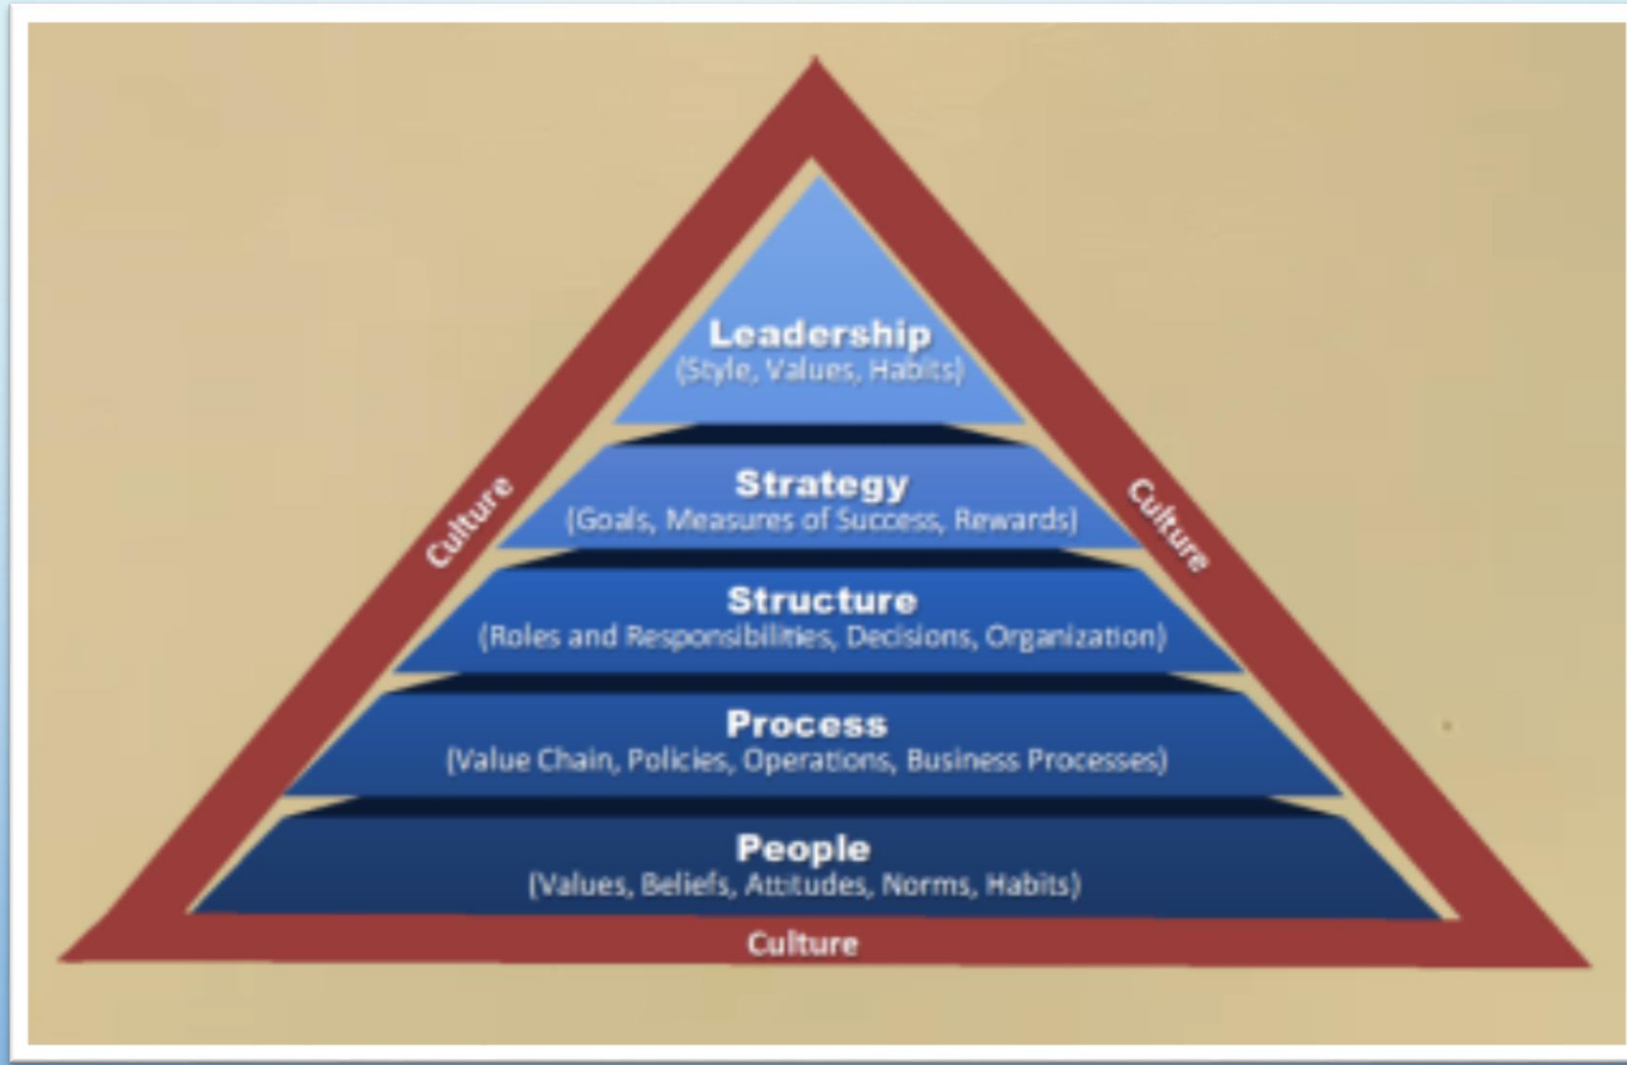 Leadership
(Style, Values, Habits)
Culture
Culture
Strategy
(Goals, Measures of Success, Rewards)
Structure
(Roles and Responsibilities, Decisions, Organization)
Process
(Value Chain, Policies, Operations, Business Processes)
People
(Values, Beliefs, Attitudes, Norms, Habits)
Culture